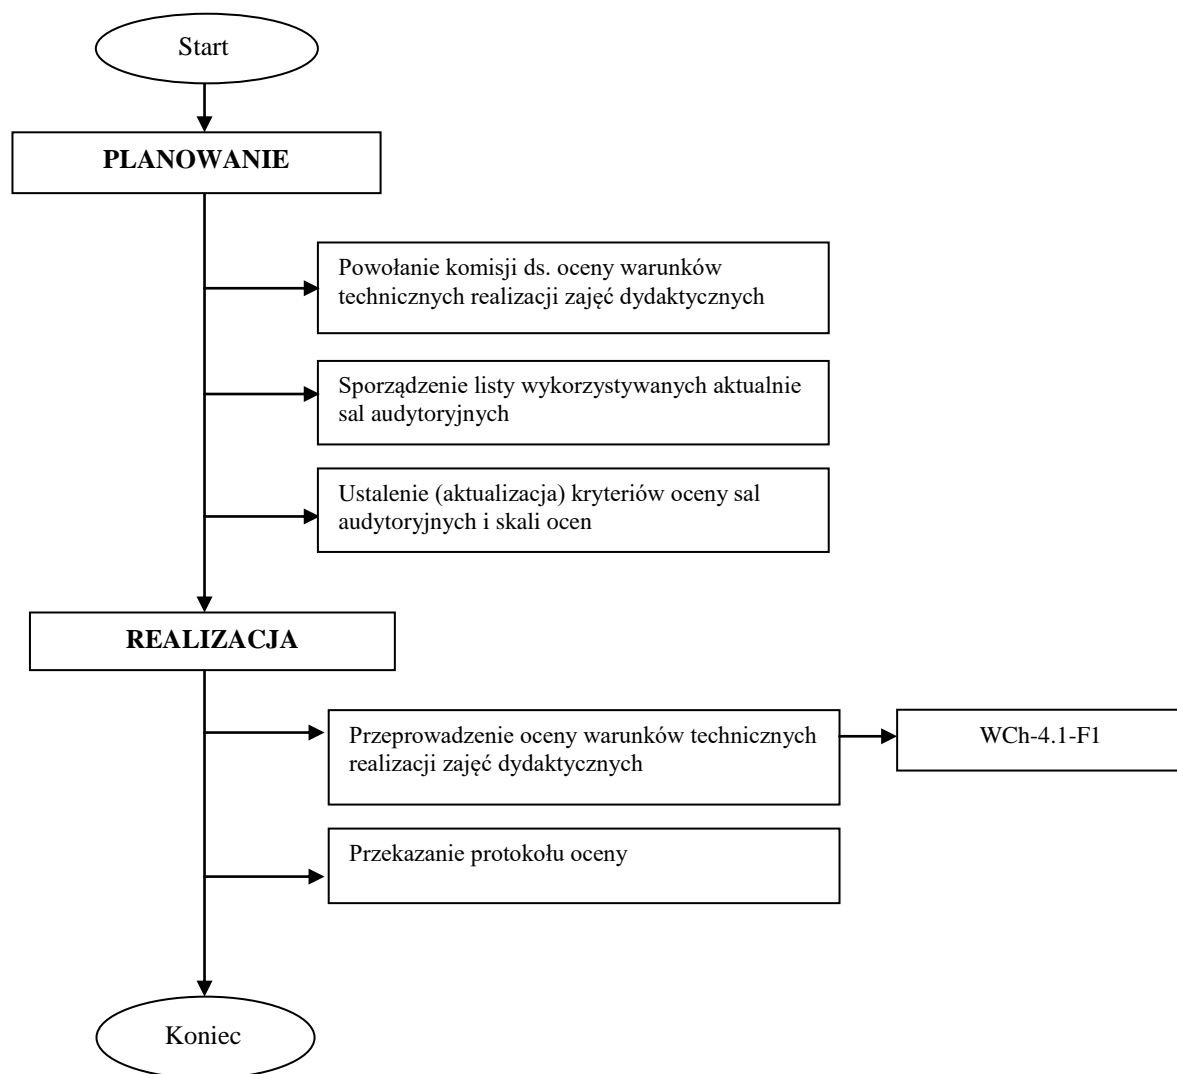 Start
PLANOWANIE
Powołanie komisji ds. oceny warunków
technicznych realizacji zajęć dydaktycznych
Sporządzenie listy wykorzystywanych aktualnie
sal audytoryjnych
Ustalenie (aktualizacja) kryteriów oceny sal
audytoryjnych i skali ocen
REALIZACJA
Przeprowadzenie oceny warunków technicznych
realizacji zajęć dydaktycznych
WCh-4.1-F1
Przekazanie protokołu oceny
Koniec